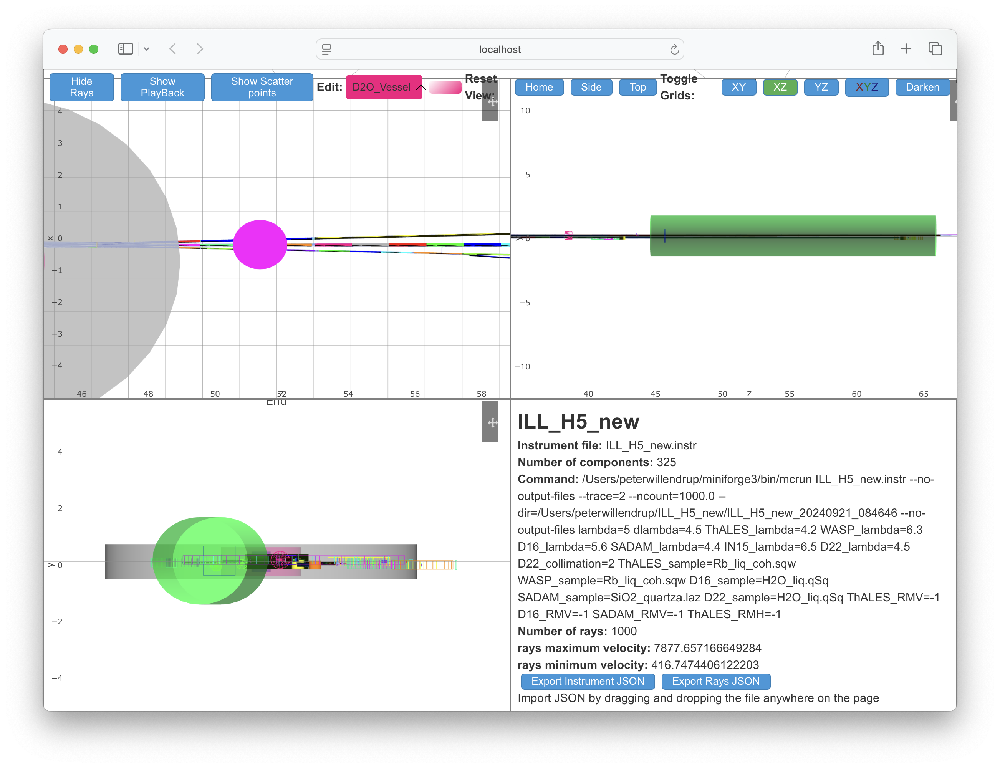 localhost
Hide
Rays
Show
PlayBack
Show Scatter
points
Edit:
D2O_Vessel
Reset
View:
Home
Side
Top
Toggle
Grids:
XY
XZ
YZ
XYZ
Darken
4
3
2
1
x 0
−1
−2
−3
−4
46 48 50 52 z 54 56 58
10
5
y 0
−5
−10
40 45 50 z 55 60 65
End
4
2
y 0
−2
−4
ILL_H5_new
Instrument file: ILL_H5_new.instr
Number of components: 325
Command: /Users/peterwillendrup/miniforge3/bin/mcrun ILL_H5_new.instr --no-
output-files --trace=2 --ncount=1000.0 --
dir=/Users/peterwillendrup/ILL_H5_new/ILL_H5_new_20240921_084646 --no-
output-files lambda=5 dlambda=4.5 ThALES_lambda=4.2 WASP_lambda=6.3
D16_lambda=5.6 SADAM_lambda=4.4 IN15_lambda=6.5 D22_lambda=4.5
D22_collimation=2 ThALES_sample=Rb_liq_coh.sqw
WASP_sample=Rb_liq_coh.sqw D16_sample=H2O_liq.qSq
SADAM_sample=SiO2_quartza.laz D22_sample=H2O_liq.qSq ThALES_RMV=-1
D16_RMV=-1 SADAM_RMV=-1 ThALES_RMH=-1
Number of rays: 1000
rays maximum velocity: 7877.657166649284
rays minimum velocity: 416.7474406122203
Export Instrument JSON
Export Rays JSON
Import JSON by dragging and dropping the file anywhere on the page